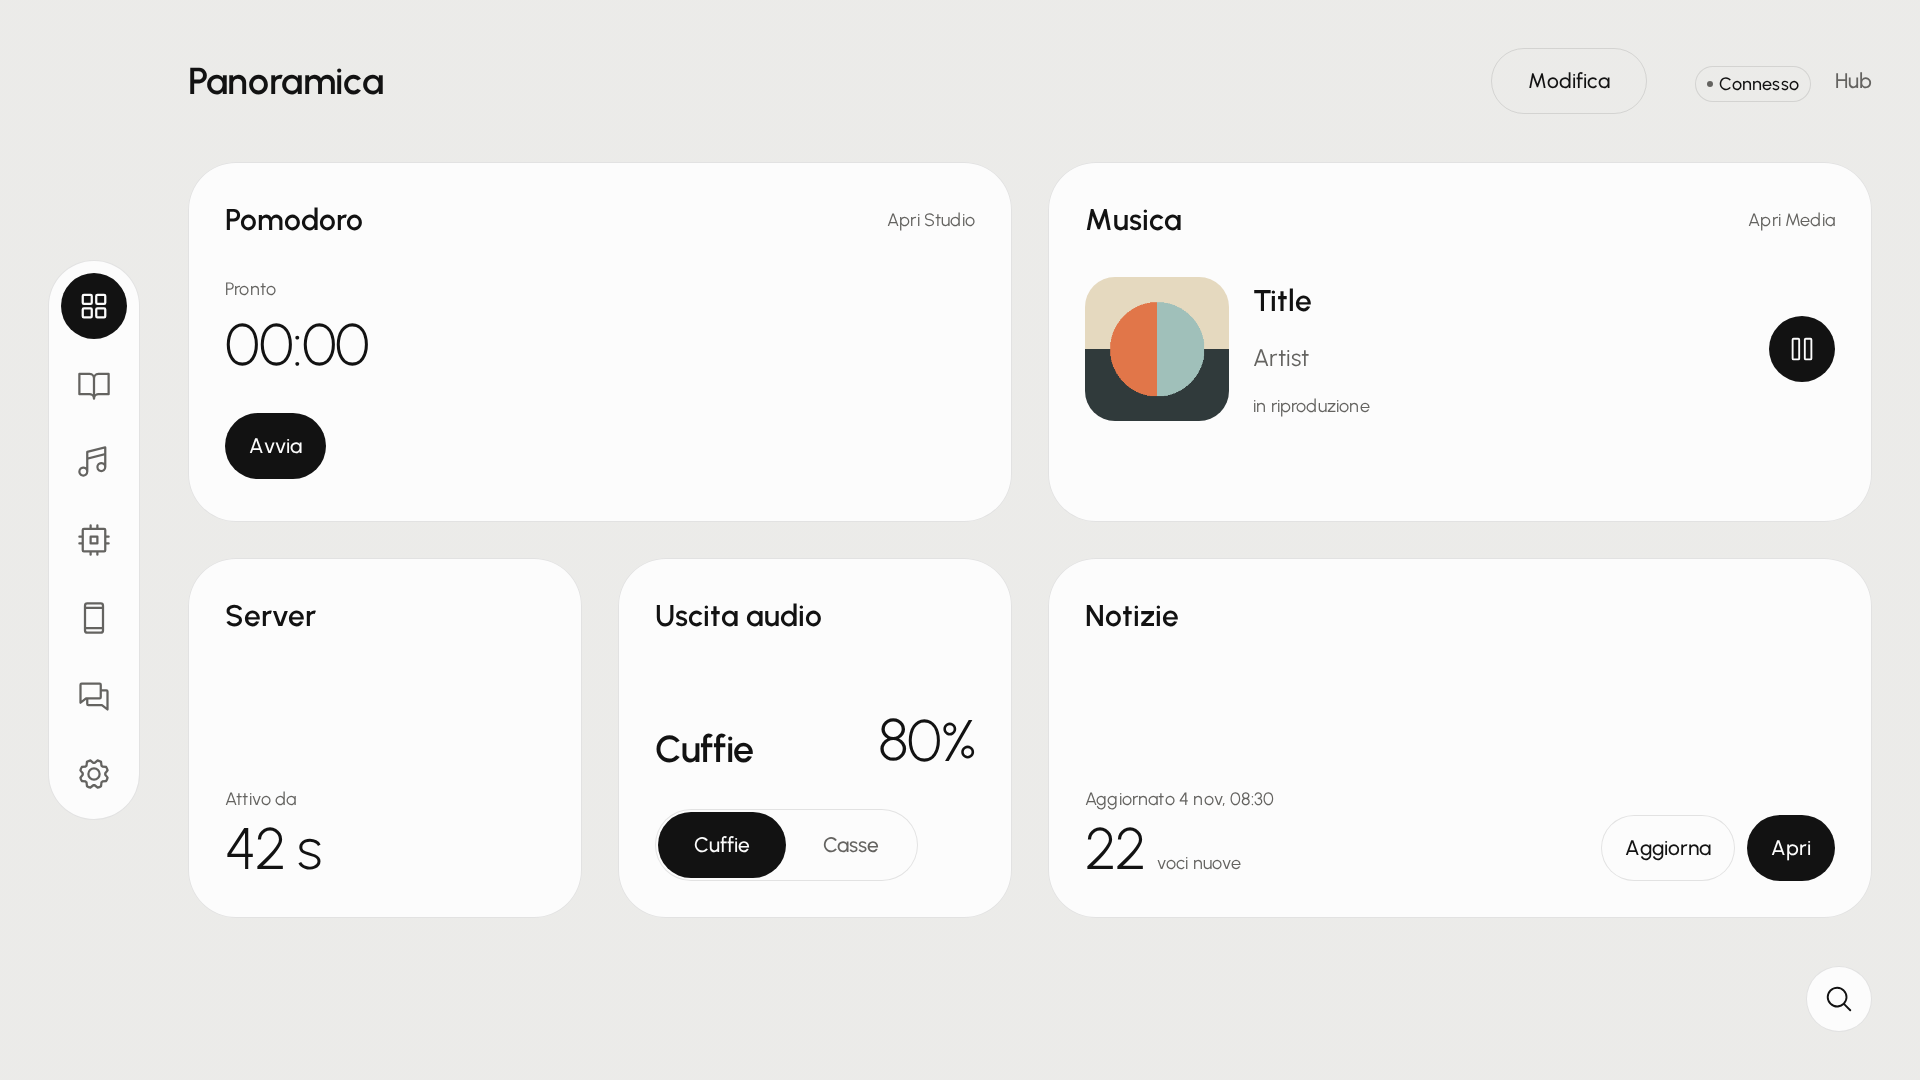 Panoramica
Modifica
Connesso
Hub
Pomodoro
Apri Studio
Pronto
00:00
Avvia
Musica
Apri Media
Title
Artist
in riproduzione
Server
Attivo da
42 s
Uscita audio
Cuffie
80%
Cuffie
Casse
Notizie
Aggiornato 4 nov, 08:30
22 voci nuove
Aggiorna
Apri